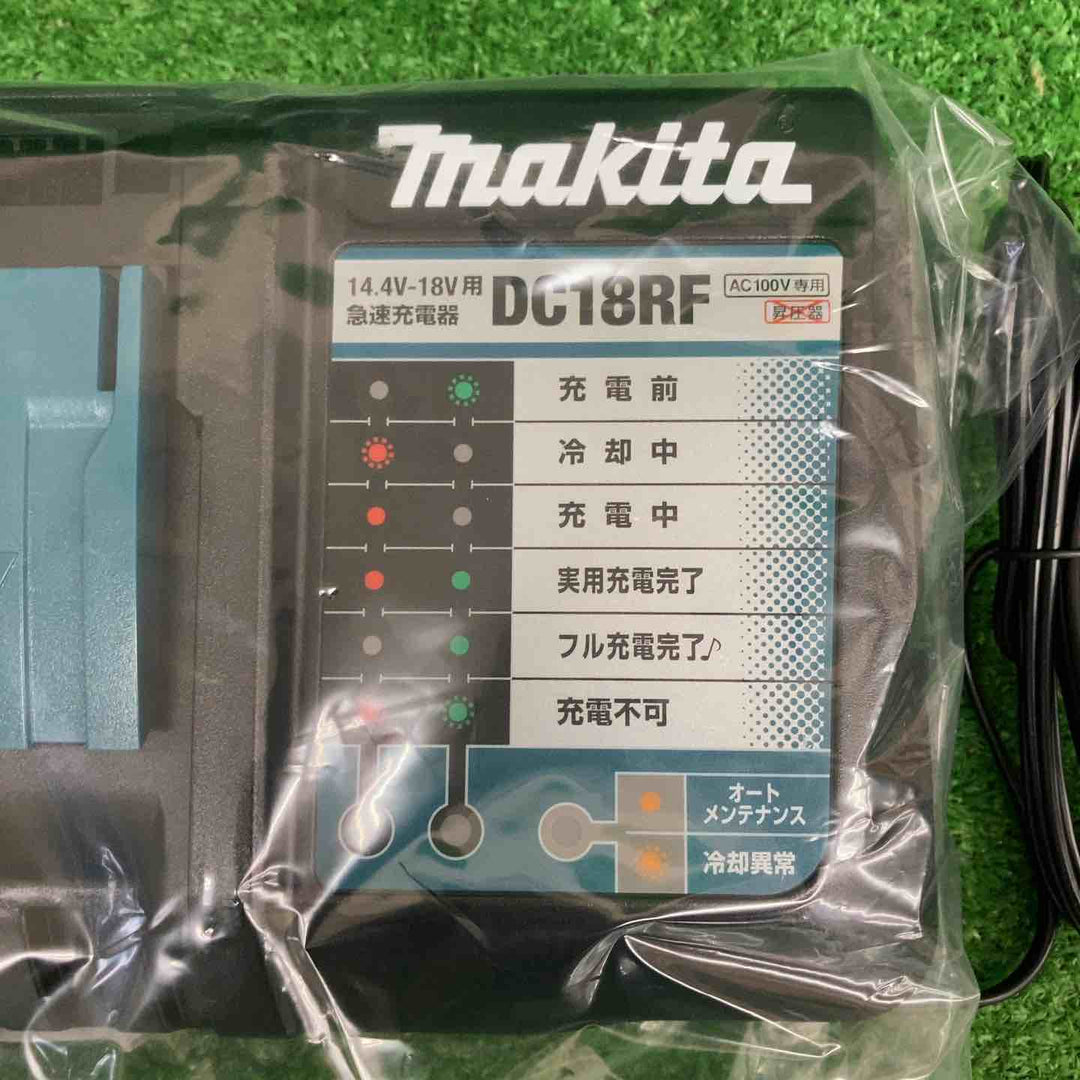 makita
14.4V-18V用
急速充電器
DC18RF
AC100V専用
昇圧器
充電前
冷却中
充電中
実用充電完了
フル充電完了♪
充電不可
オート
メンテナンス
冷却異常